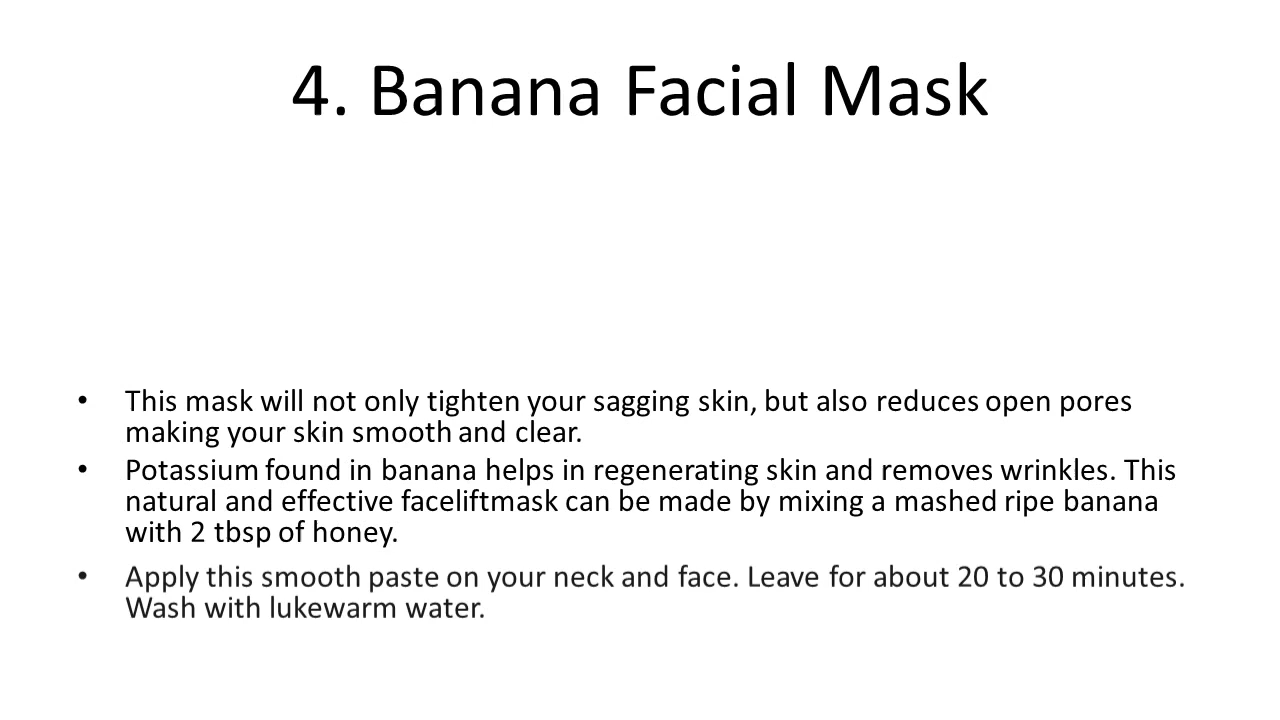 4. Banana Facial Mask
• This mask will not only tighten your sagging skin, but also reduces open pores
making your skin smooth and clear.
• Potassium found in banana helps in regenerating skin and removes wrinkles. This
natural and effective faceliftmask can be made by mixing a mashed ripe banana
with 2 tbsp of honey.
• Apply this smooth paste on your neck and face. Leave for about 20 to 30 minutes.
Wash with lukewarm water.